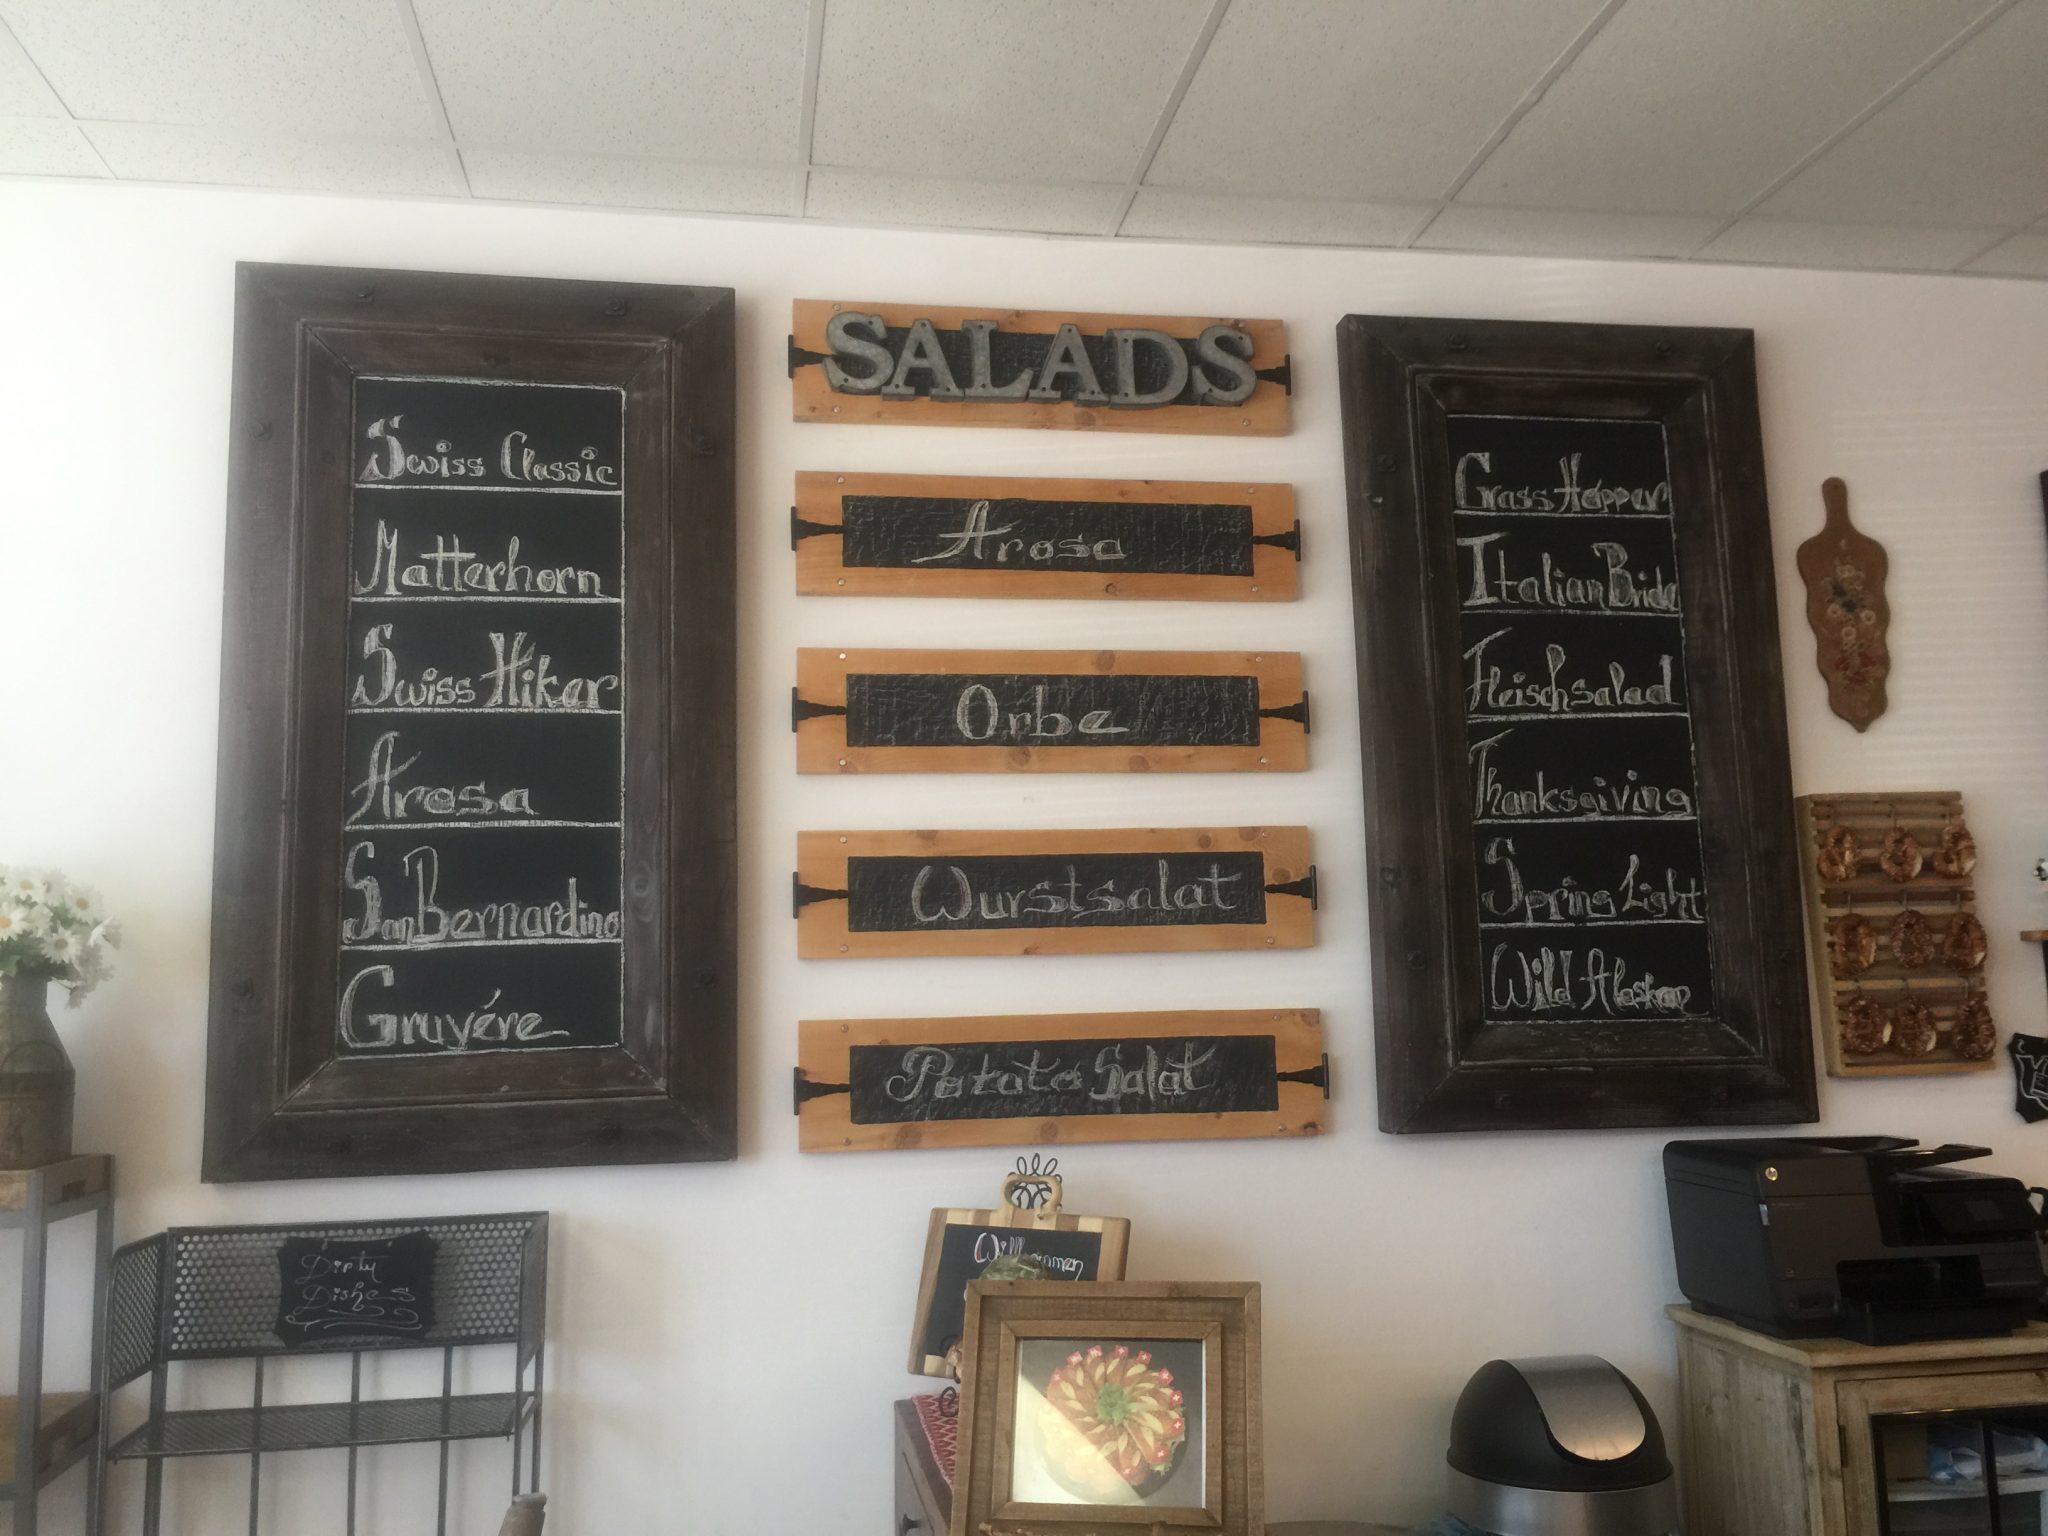 Swiss Classic
Matterhorn
Swiss Hiker
Arosa
San Bernardino
Gruyére
SALADS
Arosa
Orbe
Wurstsalat
Potato Salat
Grass Hopper
Italian Bride
Fleischsalad
Thanksgiving
Spring Light
Wild Alaskan
Dirty
Dishes
Willkommen